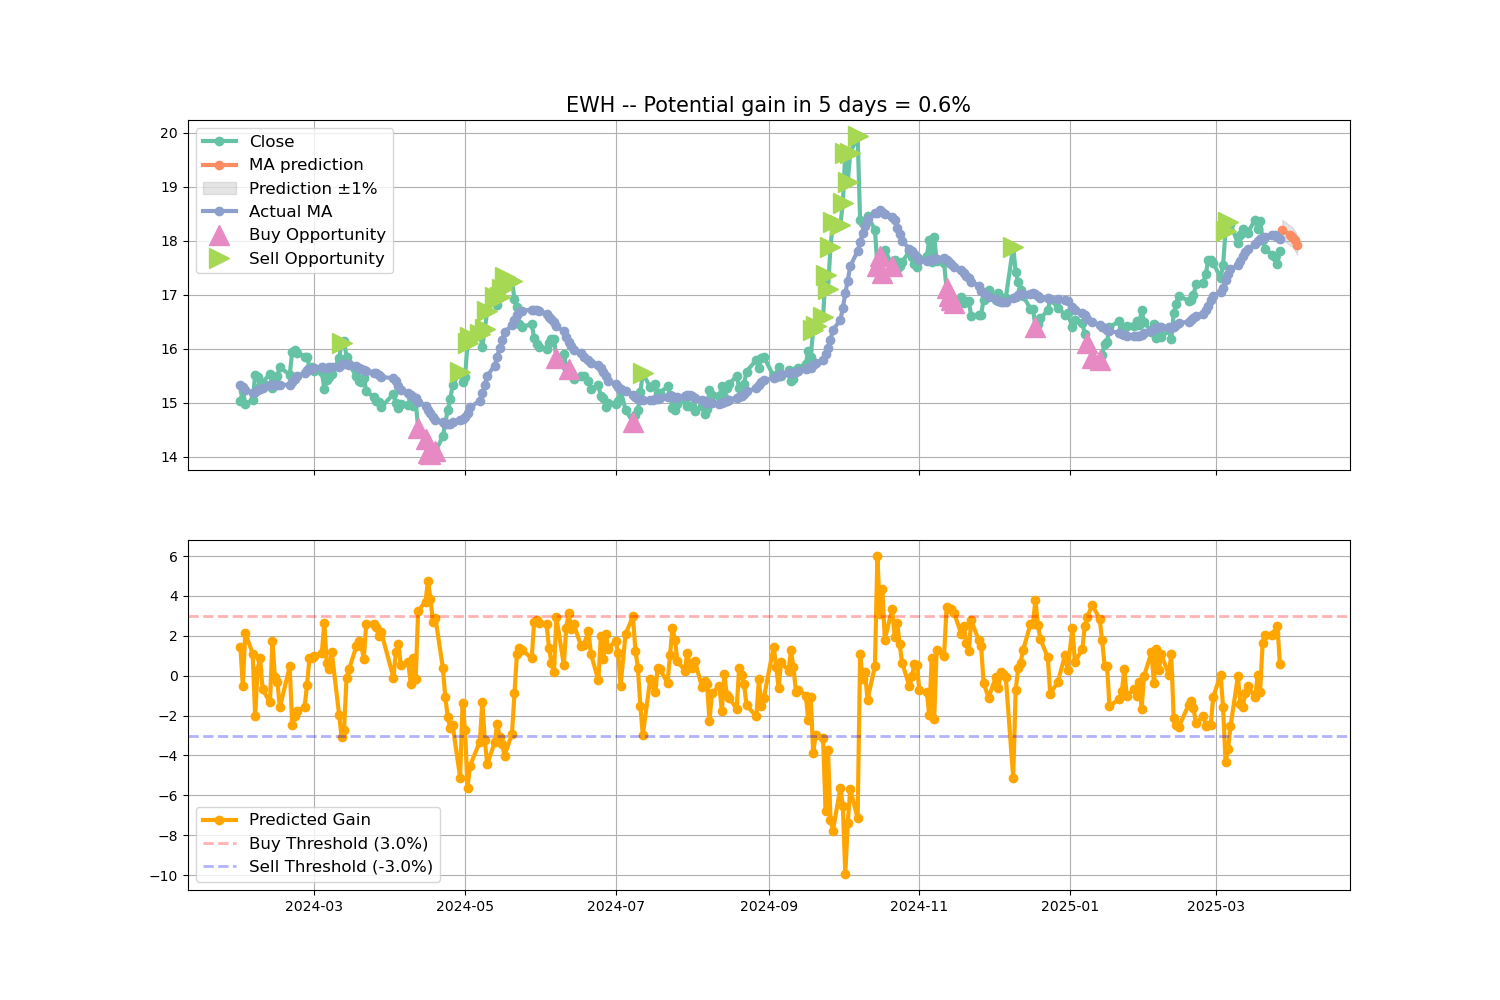 EWH -- Potential gain in 5 days = 0.6%
20
19
18
17
16
15
14
Close
MA prediction
Prediction ±1%
Actual MA
Buy Opportunity
Sell Opportunity
6
4
2
0
−2
−4
−6
−8
−10
Predicted Gain
Buy Threshold (3.0%)
Sell Threshold (-3.0%)
2024-03 2024-05 2024-07 2024-09 2024-11 2025-01 2025-03